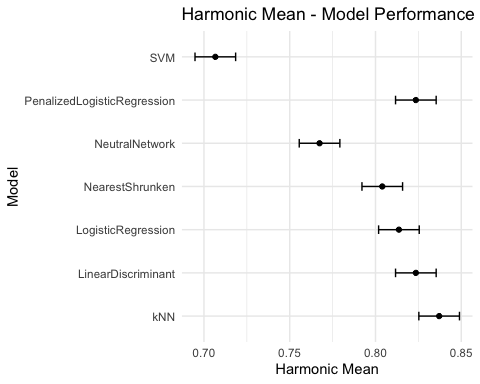 Harmonic Mean - Model Performance
Model
SVM
PenalizedLogisticRegression
NeutralNetwork
NearestShrunken
LogisticRegression
LinearDiscriminant
kNN
0.70 0.75 0.80 0.85
Harmonic Mean